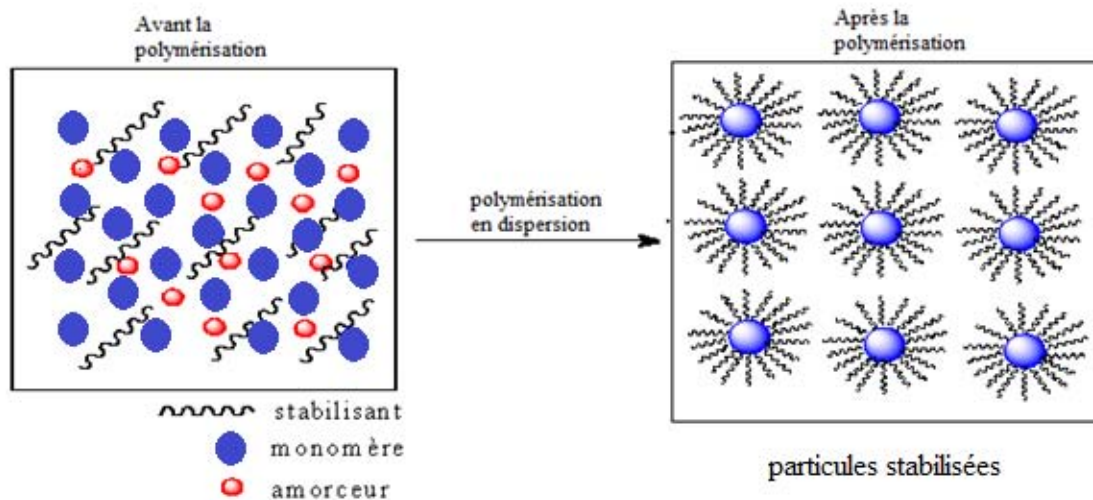 Avant la
polymérisation
stabilisant
monomère
amorceur
polymérisation
en dispersion
Après la
polymérisation
particules stabilisées